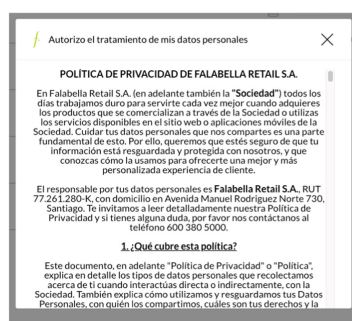 Autorizo el tratamiento de mis datos personales
POLÍTICA DE PRIVACIDAD DE FALABELLA RETAIL S.A.
En Falabella Retail S.A. (en adelante también la "Sociedad") todos los
días trabajamos duro para servirte cada vez mejor cuando adquieres
los productos que se comercializan a través de la Sociedad o utilizas
los servicios disponibles en el sitio web o aplicaciones móviles de la
Sociedad. Cuidar tus datos personales que nos compartes es una parte
fundamental de esto. Por ello, queremos que estés seguro de que tu
información está resguardada y protegida con nosotros, y que
conozcas cómo la usamos para ofrecerte una mejor y más
personalizada experiencia de cliente.
El responsable por tus datos personales es Falabella Retail S.A., RUT
77.261.280-K, con domicilio en Avenida Manuel Rodríguez Norte 730,
Santiago. Te invitamos a leer detalladamente nuestra Política de
Privacidad y si tienes alguna duda, por favor nos contáctanos al
teléfono 600 380 5000.
1. ¿Qué cubre esta política?
Este documento, en adelante "Política de Privacidad" o "Política",
explica en detalle los tipos de datos personales que recolectamos
acerca de ti cuando interactúas directa o indirectamente, con la
Sociedad. También explica cómo utilizamos y resguardamos tus Datos
Personales, con quién los compartimos, cuáles son tus derechos y la